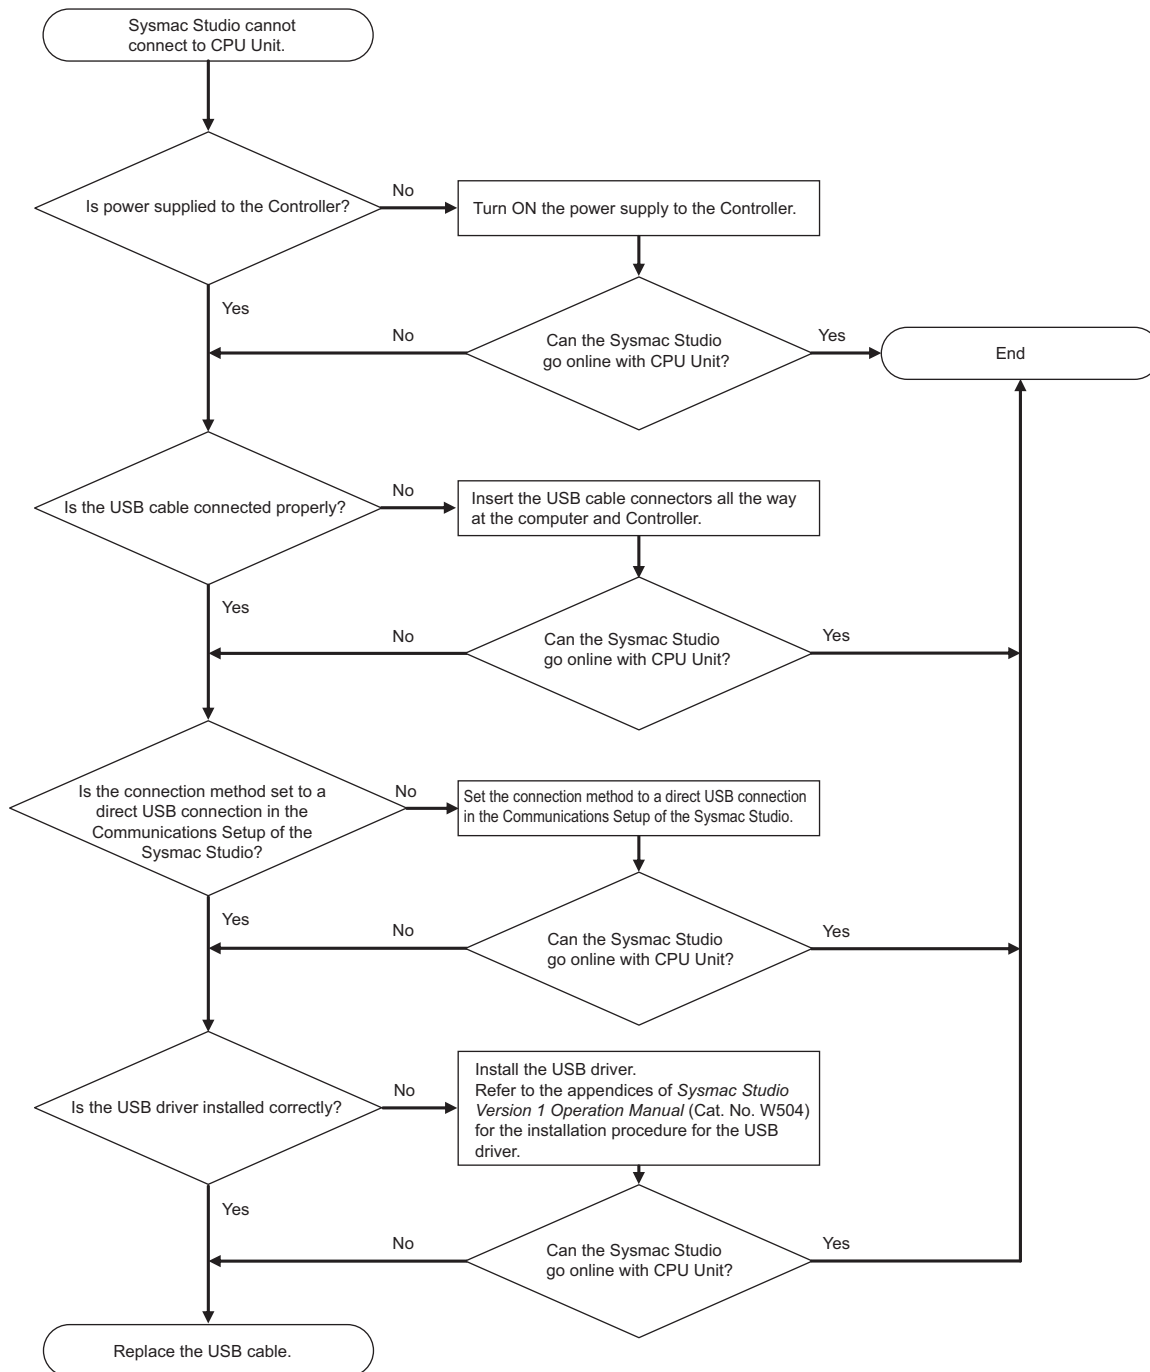 Sysmac Studio cannot
connect to CPU Unit.
Is power supplied to the Controller?
No
Turn ON the power supply to the Controller.
Yes
No
Can the Sysmac Studio
go online with CPU Unit?
Yes
End
Is the USB cable connected properly?
No
Insert the USB cable connectors all the way
at the computer and Controller.
Yes
No
Can the Sysmac Studio
go online with CPU Unit?
Yes
Is the connection method set to a
direct USB connection in the
Communications Setup of the
Sysmac Studio?
No
Set the connection method to a direct USB connection
in the Communications Setup of the Sysmac Studio.
Yes
No
Can the Sysmac Studio
go online with CPU Unit?
Yes
Is the USB driver installed correctly?
No
Install the USB driver.
Refer to the appendices of Sysmac Studio
Version 1 Operation Manual (Cat. No. W504)
for the installation procedure for the USB
driver.
Yes
No
Can the Sysmac Studio
go online with CPU Unit?
Yes
Replace the USB cable.